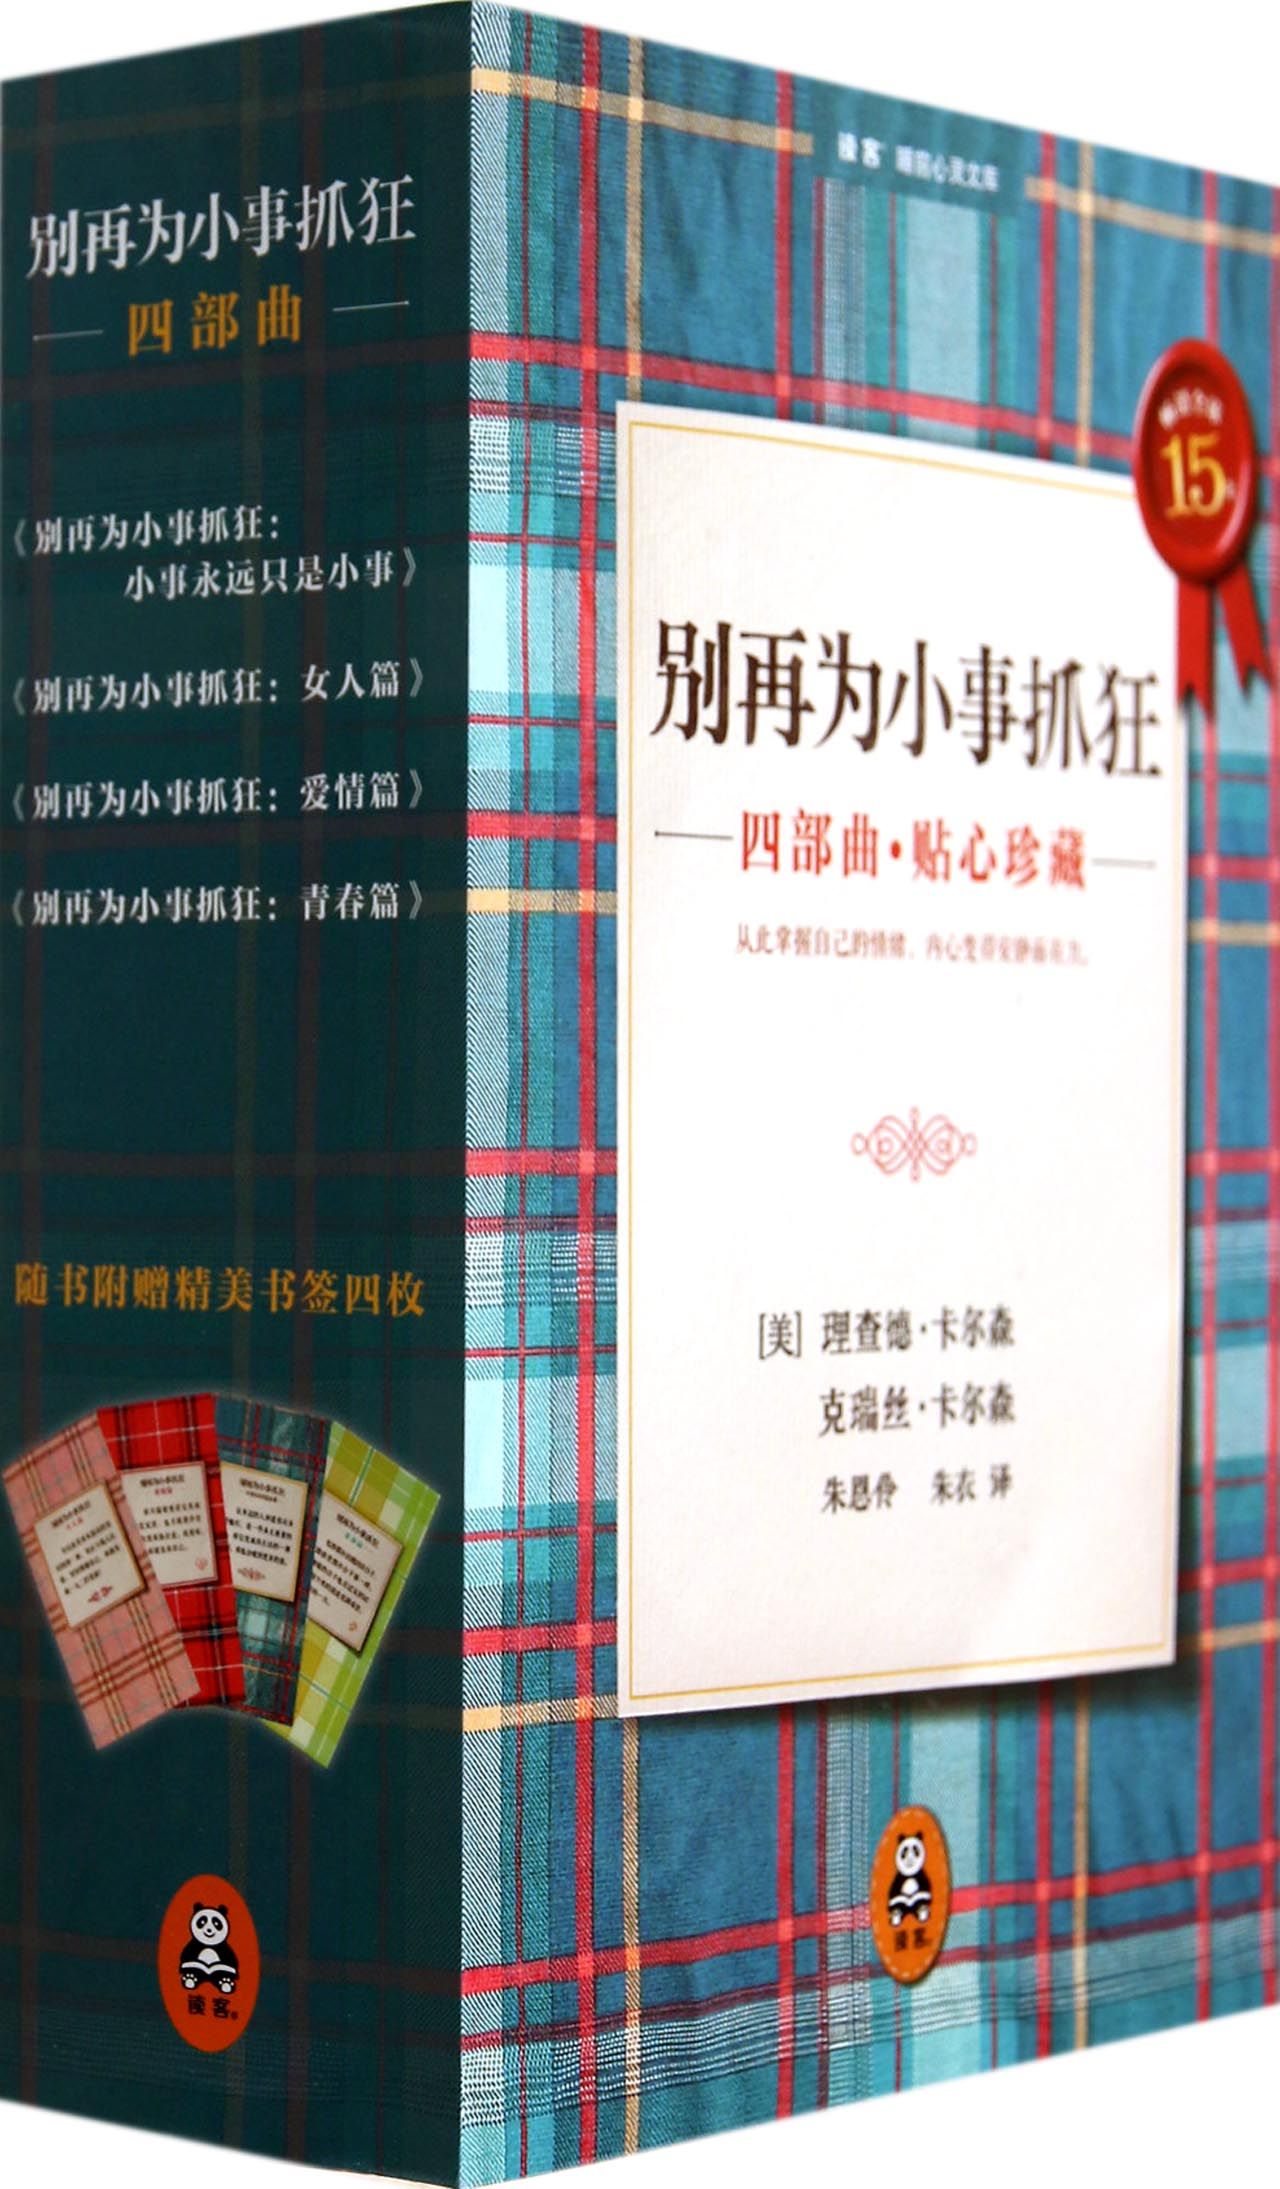 别再为小事抓狂
四部曲
《别再为小事抓狂：
小事永远只是小事》
《别再为小事抓狂：女人篇》
《别再为小事抓狂：爱情篇》
《别再为小事抓狂：青春篇》
随书附赠精美书签四枚
读客
读客 心灵文库
15
别再为小事抓狂
四部曲·贴心珍藏
从此掌握自己的情绪，内心变得安静而有力。
[美] 理查德·卡尔森
克瑞丝·卡尔森
朱恩伶 朱衣 译
读客